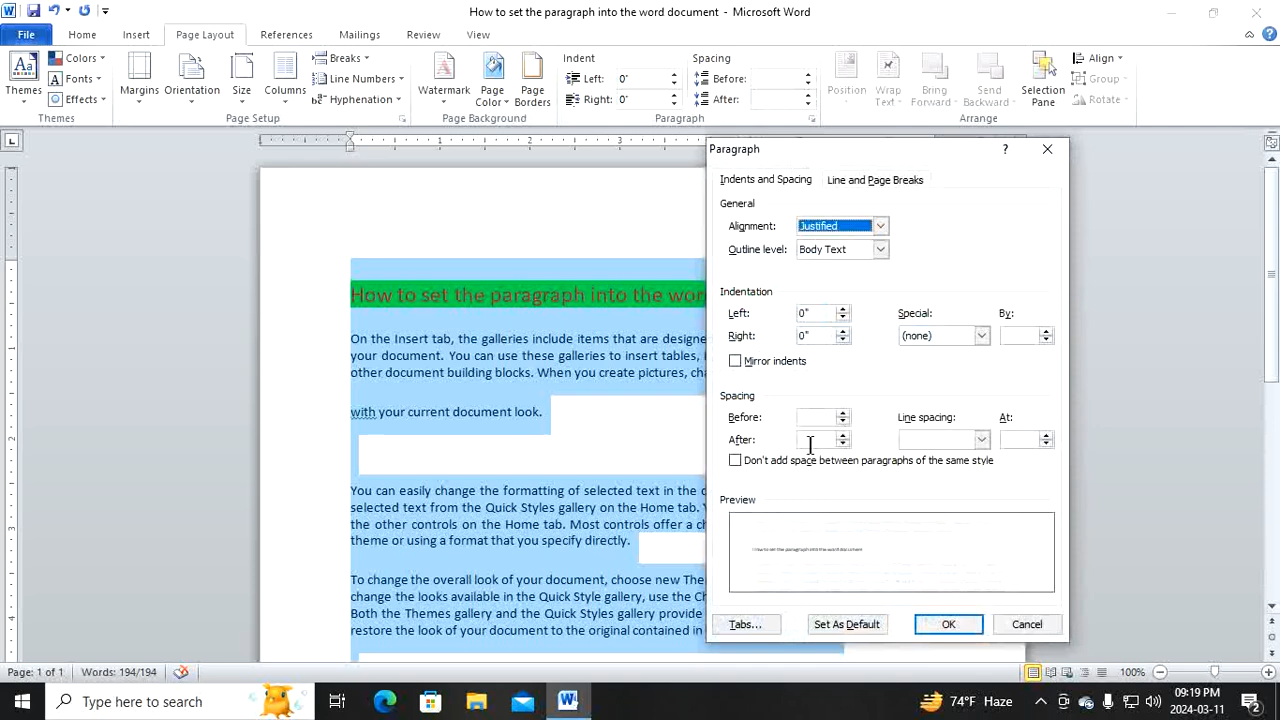 How to set the paragraph into the word document - Microsoft Word
File Home Insert Page Layout References Mailings Review View
Themes
Colors
Fonts
Effects
Themes
Margins Orientation Size Columns
Breaks
Line Numbers
Hyphenation
Page Setup
Watermark Page Color Page Borders
Page Background
Indent
Left: 0"
Right: 0"
Spacing
Before:
After:
Paragraph
Position Wrap Text Bring Forward Send Backward Selection Pane
Align
Group
Rotate
Arrange
How to set the paragraph into the
On the Insert tab, the galleries include items that are
your document. You can use these galleries to insert tables,
other document building blocks. When you create pictures,
with your current document look.
You can easily change the formatting of selected text in the
selected text from the Quick Styles gallery on the Home tab.
the other controls on the Home tab. Most controls offer a
theme or using a format that you specify directly.
To change the overall look of your document, choose new
change the looks available in the Quick Style gallery, use the
Both the Themes gallery and the Quick Styles gallery provide
restore the look of your document to the original contained in
Paragraph
Indents and Spacing Line and Page Breaks
General
Alignment: Justified
Outline level: Body Text
Indentation
Left: 0" Special: By:
Right: 0" (none)
Mirror indents
Spacing
Before: Line spacing: At:
After:
Don't add space between paragraphs of the same style
Preview
How to set the paragraph into the word document
Tabs... Set As Default OK Cancel
Page: 1 of 1 Words: 194/194 100%
Type here to search
74°F Haze
09:19 PM
2024-03-11
2